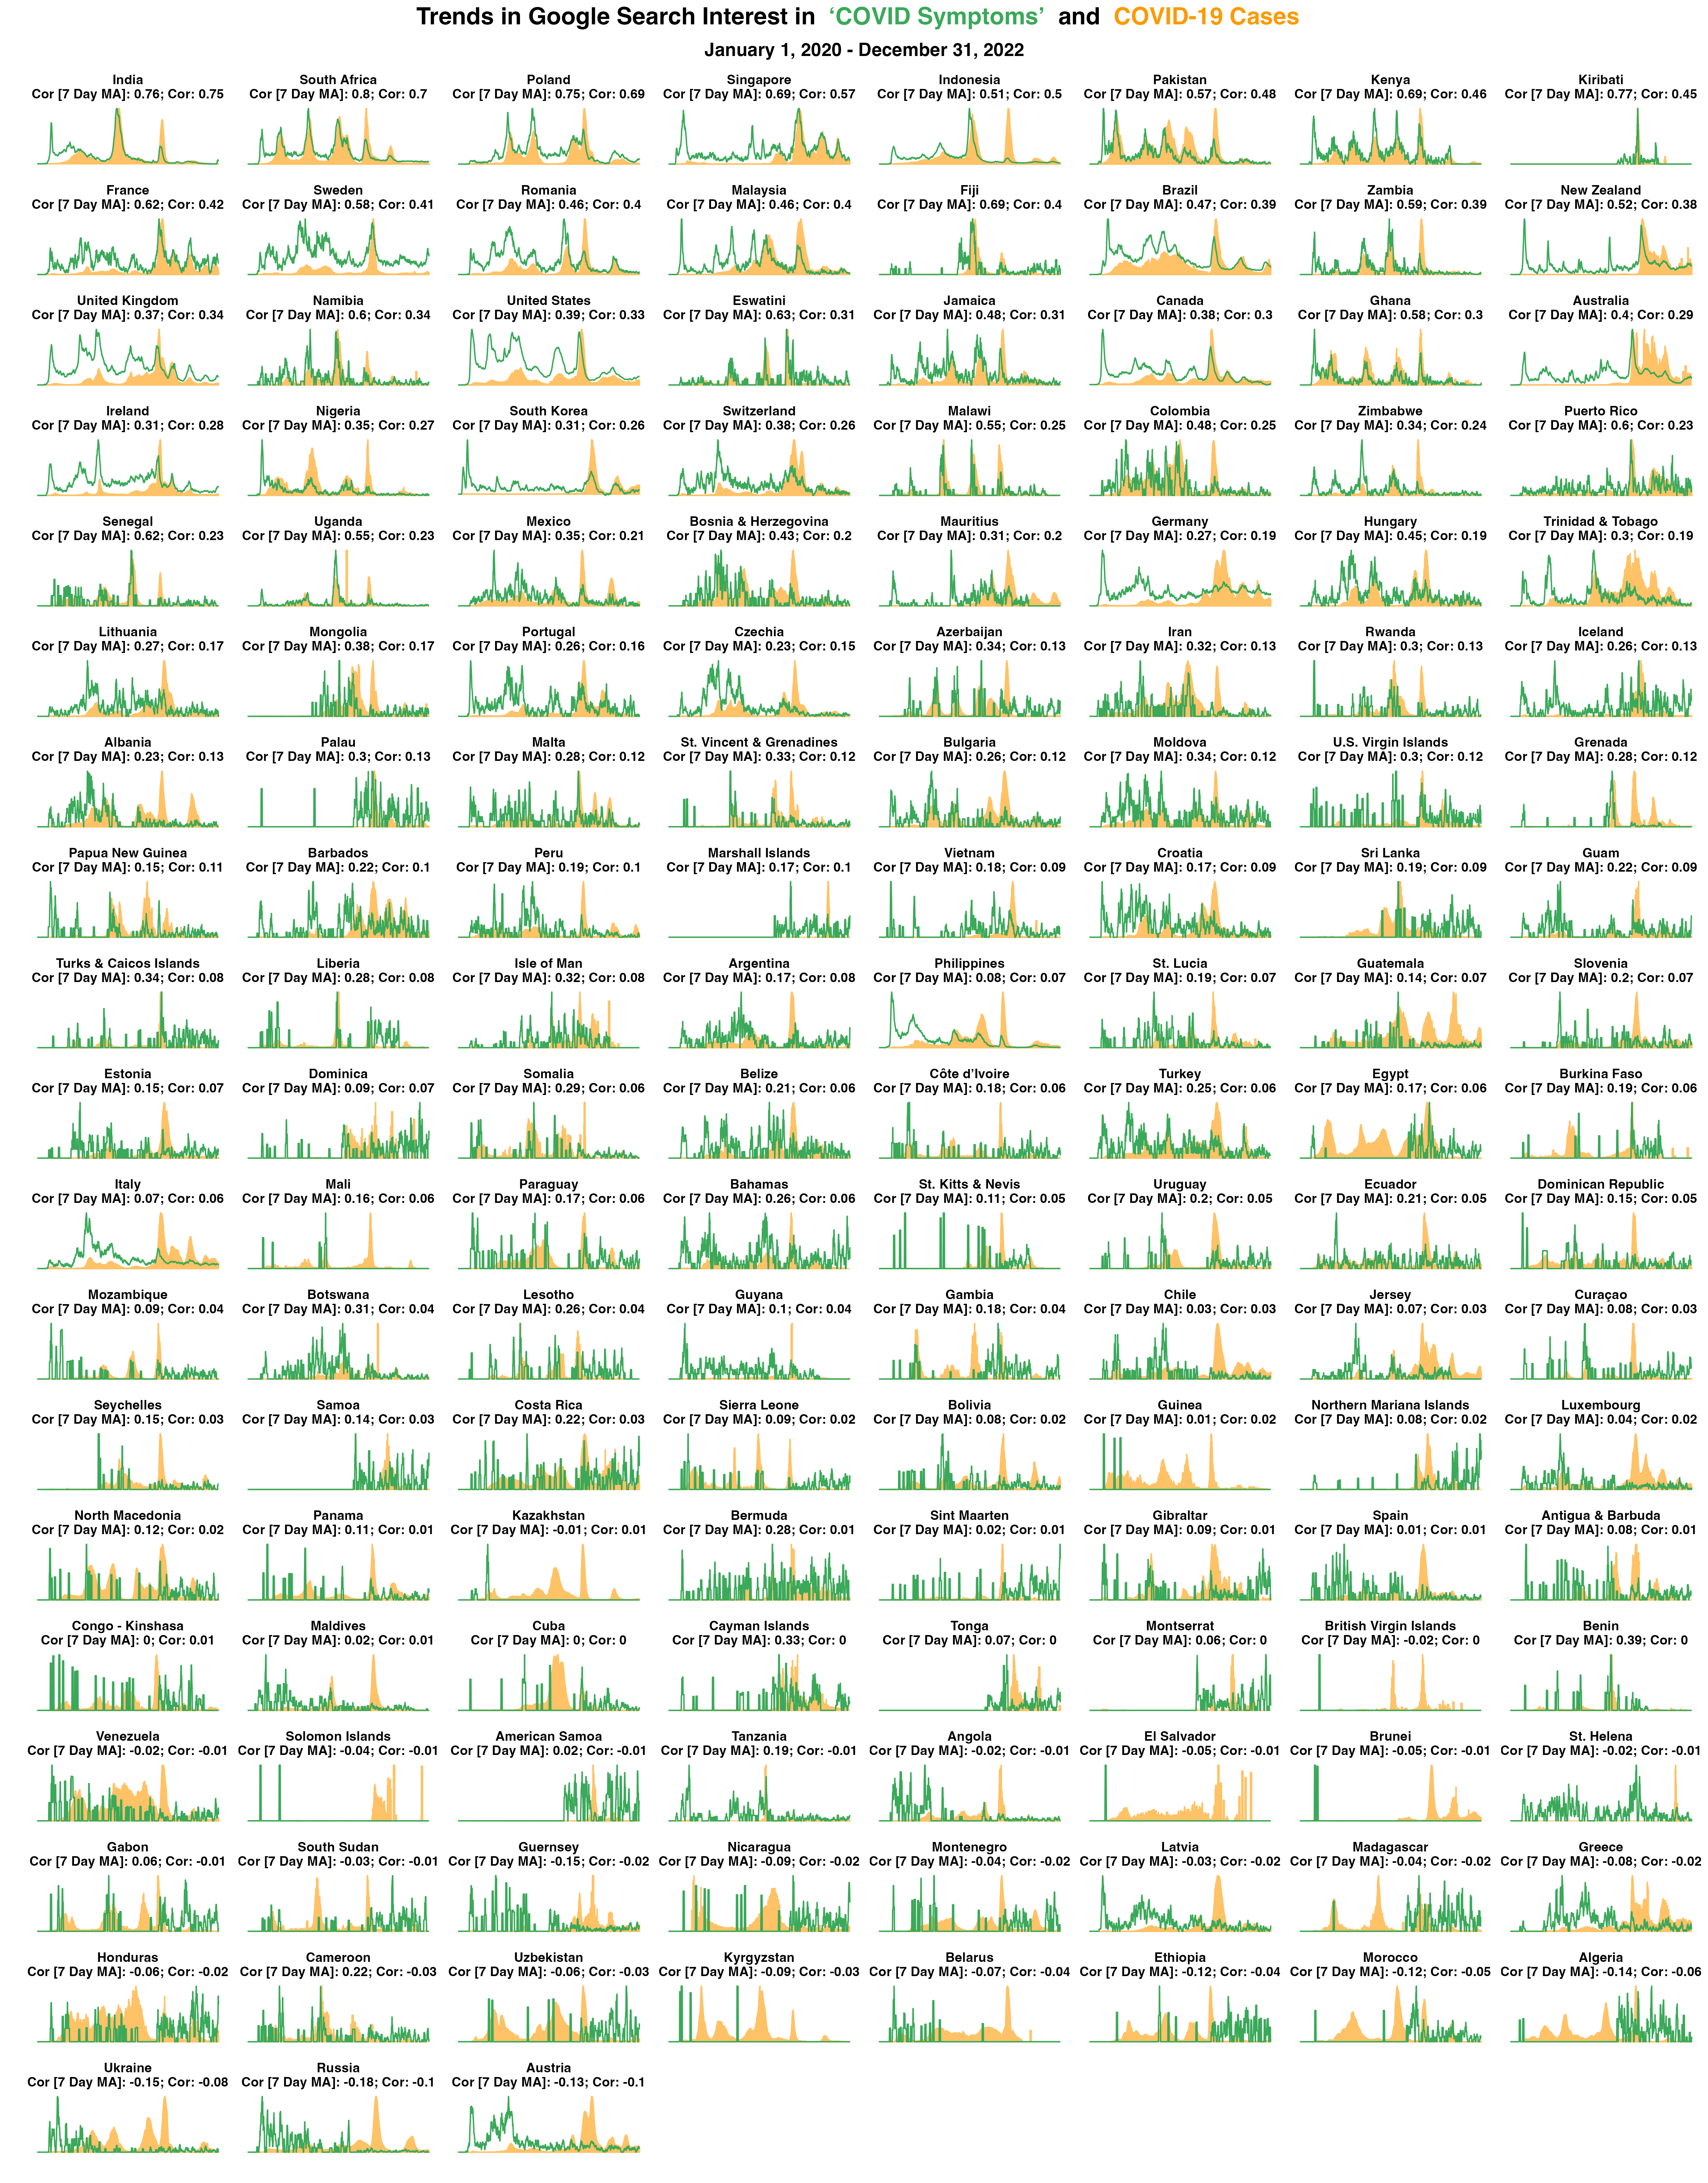 Trends in Google Search Interest in ‘COVID Symptoms’ and COVID-19 Cases
January 1, 2020 - December 31, 2022
India South Africa Poland Singapore Indonesia Pakistan Kenya Kiribati
Cor [7 Day MA]: 0.76; Cor: 0.75 Cor [7 Day MA]: 0.8; Cor: 0.7 Cor [7 Day MA]: 0.75; Cor: 0.69 Cor [7 Day MA]: 0.69; Cor: 0.57 Cor [7 Day MA]: 0.51; Cor: 0.5 Cor [7 Day MA]: 0.57; Cor: 0.48 Cor [7 Day MA]: 0.69; Cor: 0.46 Cor [7 Day MA]: 0.77; Cor: 0.45
France Sweden Romania Malaysia Fiji Brazil Zambia New Zealand
Cor [7 Day MA]: 0.62; Cor: 0.42 Cor [7 Day MA]: 0.58; Cor: 0.41 Cor [7 Day MA]: 0.46; Cor: 0.4 Cor [7 Day MA]: 0.46; Cor: 0.4 Cor [7 Day MA]: 0.69; Cor: 0.4 Cor [7 Day MA]: 0.47; Cor: 0.39 Cor [7 Day MA]: 0.59; Cor: 0.39 Cor [7 Day MA]: 0.52; Cor: 0.38
United Kingdom Namibia United States Eswatini Jamaica Canada Ghana Australia
Cor [7 Day MA]: 0.37; Cor: 0.34 Cor [7 Day MA]: 0.6; Cor: 0.34 Cor [7 Day MA]: 0.39; Cor: 0.33 Cor [7 Day MA]: 0.63; Cor: 0.31 Cor [7 Day MA]: 0.48; Cor: 0.31 Cor [7 Day MA]: 0.38; Cor: 0.3 Cor [7 Day MA]: 0.58; Cor: 0.3 Cor [7 Day MA]: 0.4; Cor: 0.29
Ireland Nigeria South Korea Switzerland Malawi Colombia Zimbabwe Puerto Rico
Cor [7 Day MA]: 0.31; Cor: 0.28 Cor [7 Day MA]: 0.35; Cor: 0.27 Cor [7 Day MA]: 0.31; Cor: 0.26 Cor [7 Day MA]: 0.38; Cor: 0.26 Cor [7 Day MA]: 0.55; Cor: 0.25 Cor [7 Day MA]: 0.48; Cor: 0.25 Cor [7 Day MA]: 0.34; Cor: 0.24 Cor [7 Day MA]: 0.6; Cor: 0.23
Senegal Uganda Mexico Bosnia & Herzegovina Mauritius Germany Hungary Trinidad & Tobago
Cor [7 Day MA]: 0.62; Cor: 0.23 Cor [7 Day MA]: 0.55; Cor: 0.23 Cor [7 Day MA]: 0.35; Cor: 0.21 Cor [7 Day MA]: 0.43; Cor: 0.2 Cor [7 Day MA]: 0.31; Cor: 0.2 Cor [7 Day MA]: 0.27; Cor: 0.19 Cor [7 Day MA]: 0.45; Cor: 0.19 Cor [7 Day MA]: 0.3; Cor: 0.19
Lithuania Mongolia Portugal Czechia Azerbaijan Iran Rwanda Iceland
Cor [7 Day MA]: 0.27; Cor: 0.17 Cor [7 Day MA]: 0.38; Cor: 0.17 Cor [7 Day MA]: 0.26; Cor: 0.16 Cor [7 Day MA]: 0.23; Cor: 0.15 Cor [7 Day MA]: 0.34; Cor: 0.13 Cor [7 Day MA]: 0.32; Cor: 0.13 Cor [7 Day MA]: 0.3; Cor: 0.13 Cor [7 Day MA]: 0.26; Cor: 0.13
Albania Palau Malta St. Vincent & Grenadines Bulgaria Moldova U.S. Virgin Islands Grenada
Cor [7 Day MA]: 0.23; Cor: 0.13 Cor [7 Day MA]: 0.3; Cor: 0.13 Cor [7 Day MA]: 0.28; Cor: 0.12 Cor [7 Day MA]: 0.33; Cor: 0.12 Cor [7 Day MA]: 0.26; Cor: 0.12 Cor [7 Day MA]: 0.34; Cor: 0.12 Cor [7 Day MA]: 0.3; Cor: 0.12 Cor [7 Day MA]: 0.28; Cor: 0.12
Papua New Guinea Barbados Peru Marshall Islands Vietnam Croatia Sri Lanka Guam
Cor [7 Day MA]: 0.15; Cor: 0.11 Cor [7 Day MA]: 0.22; Cor: 0.1 Cor [7 Day MA]: 0.19; Cor: 0.1 Cor [7 Day MA]: 0.17; Cor: 0.1 Cor [7 Day MA]: 0.18; Cor: 0.09 Cor [7 Day MA]: 0.17; Cor: 0.09 Cor [7 Day MA]: 0.19; Cor: 0.09 Cor [7 Day MA]: 0.22; Cor: 0.09
Turks & Caicos Islands Liberia Isle of Man Argentina Philippines St. Lucia Guatemala Slovenia
Cor [7 Day MA]: 0.34; Cor: 0.08 Cor [7 Day MA]: 0.28; Cor: 0.08 Cor [7 Day MA]: 0.32; Cor: 0.08 Cor [7 Day MA]: 0.17; Cor: 0.08 Cor [7 Day MA]: 0.08; Cor: 0.07 Cor [7 Day MA]: 0.19; Cor: 0.07 Cor [7 Day MA]: 0.14; Cor: 0.07 Cor [7 Day MA]: 0.2; Cor: 0.07
Estonia Dominica Somalia Belize Côte d’Ivoire Turkey Egypt Burkina Faso
Cor [7 Day MA]: 0.15; Cor: 0.07 Cor [7 Day MA]: 0.09; Cor: 0.07 Cor [7 Day MA]: 0.29; Cor: 0.06 Cor [7 Day MA]: 0.21; Cor: 0.06 Cor [7 Day MA]: 0.18; Cor: 0.06 Cor [7 Day MA]: 0.25; Cor: 0.06 Cor [7 Day MA]: 0.17; Cor: 0.06 Cor [7 Day MA]: 0.19; Cor: 0.06
Italy Mali Paraguay Bahamas St. Kitts & Nevis Uruguay Ecuador Dominican Republic
Cor [7 Day MA]: 0.07; Cor: 0.06 Cor [7 Day MA]: 0.16; Cor: 0.06 Cor [7 Day MA]: 0.17; Cor: 0.06 Cor [7 Day MA]: 0.26; Cor: 0.06 Cor [7 Day MA]: 0.11; Cor: 0.05 Cor [7 Day MA]: 0.2; Cor: 0.05 Cor [7 Day MA]: 0.21; Cor: 0.05 Cor [7 Day MA]: 0.15; Cor: 0.05
Mozambique Botswana Lesotho Guyana Gambia Chile Jersey Curaçao
Cor [7 Day MA]: 0.09; Cor: 0.04 Cor [7 Day MA]: 0.31; Cor: 0.04 Cor [7 Day MA]: 0.26; Cor: 0.04 Cor [7 Day MA]: 0.1; Cor: 0.04 Cor [7 Day MA]: 0.18; Cor: 0.04 Cor [7 Day MA]: 0.03; Cor: 0.03 Cor [7 Day MA]: 0.07; Cor: 0.03 Cor [7 Day MA]: 0.08; Cor: 0.03
Seychelles Samoa Costa Rica Sierra Leone Bolivia Guinea Northern Mariana Islands Luxembourg
Cor [7 Day MA]: 0.15; Cor: 0.03 Cor [7 Day MA]: 0.14; Cor: 0.03 Cor [7 Day MA]: 0.22; Cor: 0.03 Cor [7 Day MA]: 0.09; Cor: 0.02 Cor [7 Day MA]: 0.08; Cor: 0.02 Cor [7 Day MA]: 0.01; Cor: 0.02 Cor [7 Day MA]: 0.08; Cor: 0.02 Cor [7 Day MA]: 0.04; Cor: 0.02
North Macedonia Panama Kazakhstan Bermuda Sint Maarten Gibraltar Spain Antigua & Barbuda
Cor [7 Day MA]: 0.12; Cor: 0.02 Cor [7 Day MA]: 0.11; Cor: 0.01 Cor [7 Day MA]: -0.01; Cor: 0.01 Cor [7 Day MA]: 0.28; Cor: 0.01 Cor [7 Day MA]: 0.02; Cor: 0.01 Cor [7 Day MA]: 0.09; Cor: 0.01 Cor [7 Day MA]: 0.01; Cor: 0.01 Cor [7 Day MA]: 0.08; Cor: 0.01
Congo - Kinshasa Maldives Cuba Cayman Islands Tonga Montserrat British Virgin Islands Benin
Cor [7 Day MA]: 0; Cor: 0.01 Cor [7 Day MA]: 0.02; Cor: 0.01 Cor [7 Day MA]: 0; Cor: 0 Cor [7 Day MA]: 0.33; Cor: 0 Cor [7 Day MA]: 0.07; Cor: 0 Cor [7 Day MA]: 0.06; Cor: 0 Cor [7 Day MA]: -0.02; Cor: 0 Cor [7 Day MA]: 0.39; Cor: 0
Venezuela Solomon Islands American Samoa Tanzania Angola El Salvador Brunei St. Helena
Cor [7 Day MA]: -0.02; Cor: -0.01 Cor [7 Day MA]: -0.04; Cor: -0.01 Cor [7 Day MA]: 0.02; Cor: -0.01 Cor [7 Day MA]: 0.19; Cor: -0.01 Cor [7 Day MA]: -0.02; Cor: -0.01 Cor [7 Day MA]: -0.05; Cor: -0.01 Cor [7 Day MA]: -0.05; Cor: -0.01 Cor [7 Day MA]: -0.02; Cor: -0.01
Gabon South Sudan Guernsey Nicaragua Montenegro Latvia Madagascar Greece
Cor [7 Day MA]: 0.06; Cor: -0.01 Cor [7 Day MA]: -0.03; Cor: -0.01 Cor [7 Day MA]: -0.15; Cor: -0.02 Cor [7 Day MA]: -0.09; Cor: -0.02 Cor [7 Day MA]: -0.04; Cor: -0.02 Cor [7 Day MA]: -0.03; Cor: -0.02 Cor [7 Day MA]: -0.04; Cor: -0.02 Cor [7 Day MA]: -0.08; Cor: -0.02
Honduras Cameroon Uzbekistan Kyrgyzstan Belarus Ethiopia Morocco Algeria
Cor [7 Day MA]: -0.06; Cor: -0.02 Cor [7 Day MA]: 0.22; Cor: -0.03 Cor [7 Day MA]: -0.06; Cor: -0.03 Cor [7 Day MA]: -0.09; Cor: -0.03 Cor [7 Day MA]: -0.07; Cor: -0.04 Cor [7 Day MA]: -0.12; Cor: -0.04 Cor [7 Day MA]: -0.12; Cor: -0.05 Cor [7 Day MA]: -0.14; Cor: -0.06
Ukraine Russia Austria
Cor [7 Day MA]: -0.15; Cor: -0.08 Cor [7 Day MA]: -0.18; Cor: -0.1 Cor [7 Day MA]: -0.13; Cor: -0.1